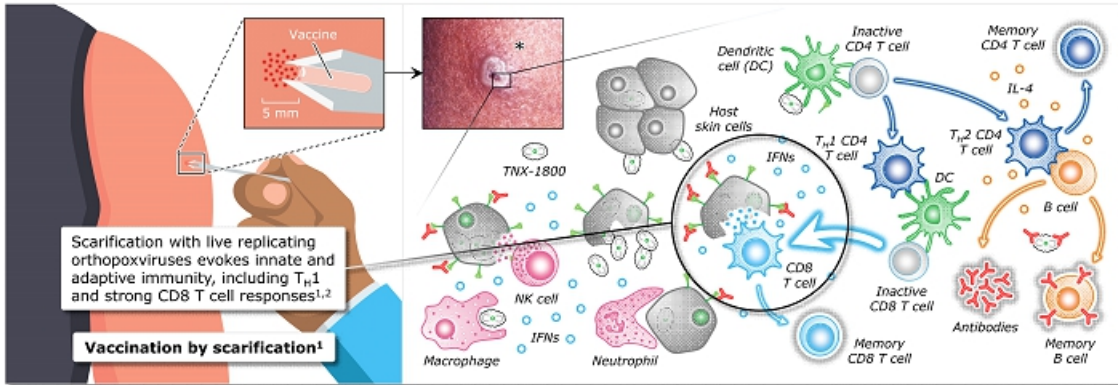 Vaccine
5 mm
Scarification with live replicating
orthopoxviruses evokes innate and
adaptive immunity, including TH1
and strong CD8 T cell responses1,2
Vaccination by scarification1
*
TNX-1800
Host
skin cells
Dendritic
cell (DC)
Inactive
CD4 T cell
Memory
CD4 T cell
IL-4
TH1 CD4
T cell
TH2 CD4
T cell
DC
B cell
IFNs
CD8
T cell
Inactive
CD8 T cell
Memory
CD8 T cell
Antibodies
Memory
B cell
NK cell
IFNs
Macrophage
Neutrophil